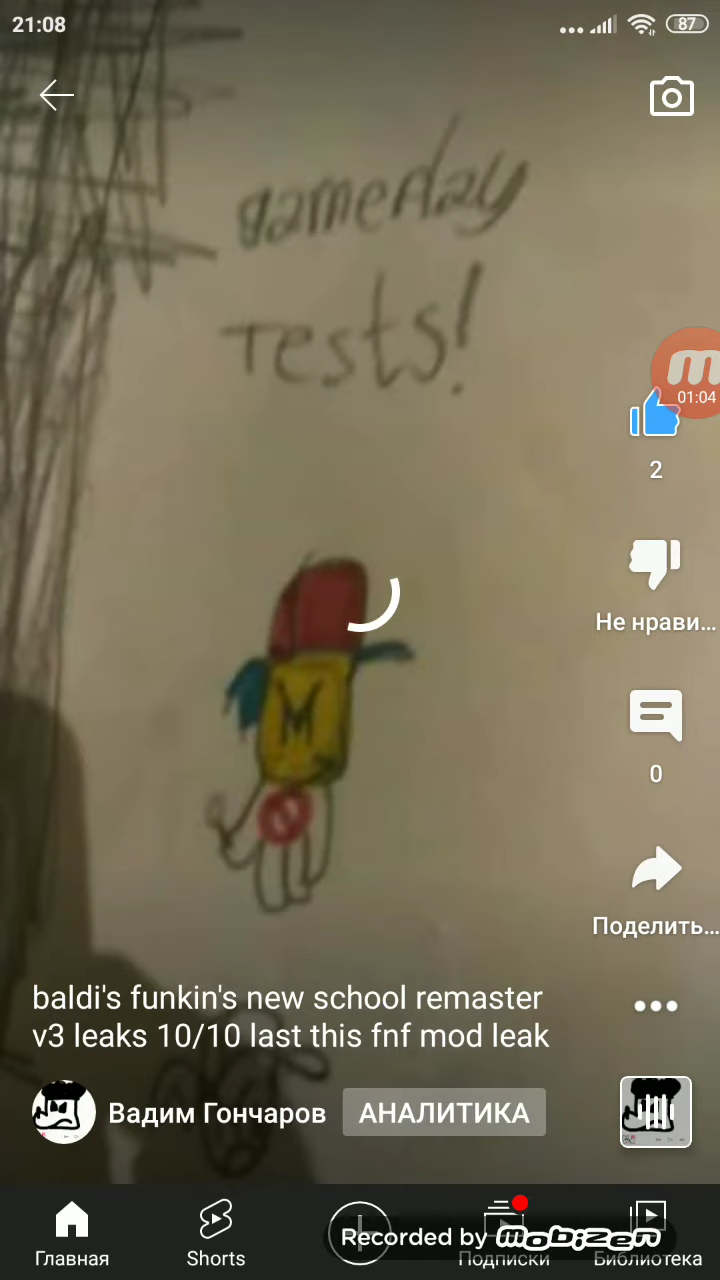 21:08
87
gameday
Tests!
01:04
2
Не нрави...
0
Поделить...
baldi's funkin's new school remaster
v3 leaks 10/10 last this fnf mod leak
Вадим Гончаров
АНАЛИТИКА
M
Главная
Shorts
Recorded by mobizen
Подписки
Библиотека